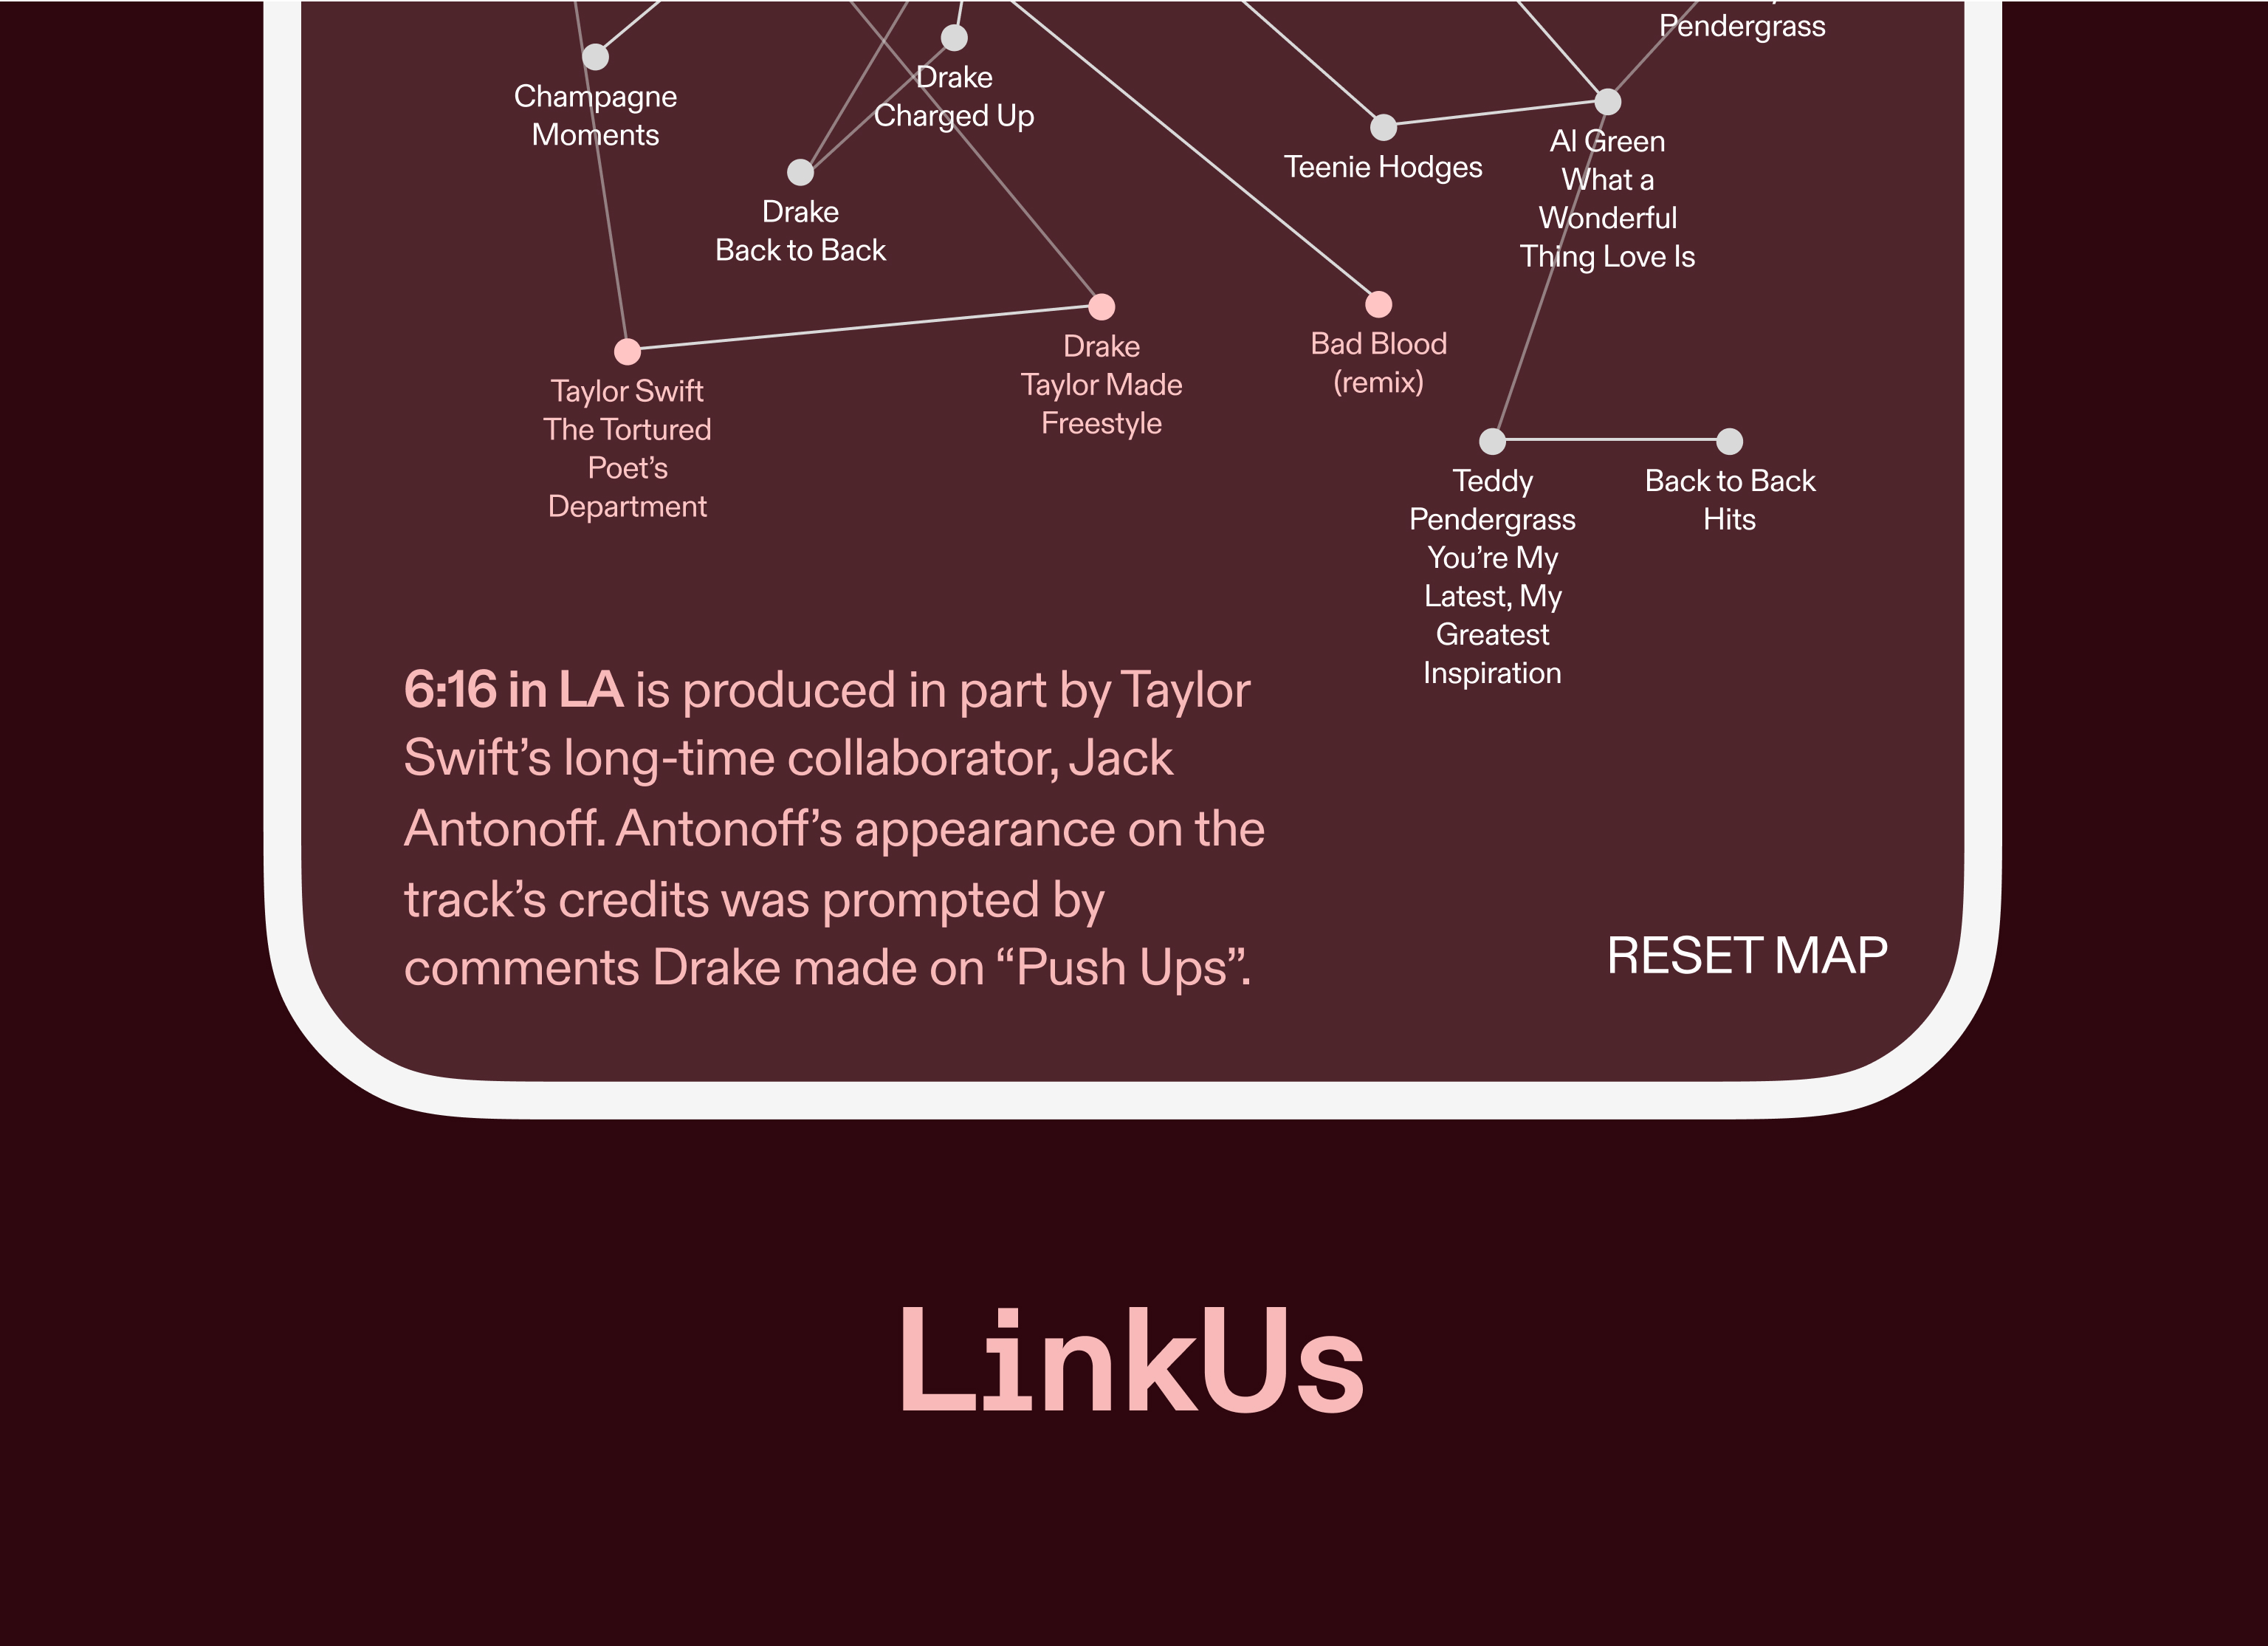 Pendergrass
Champagne
Moments
Drake
Charged Up
Teenie Hodges
Al Green
What a
Wonderful
Thing Love Is
Drake
Back to Back
Taylor Swift
The Tortured
Poet’s
Department
Drake
Taylor Made
Freestyle
Bad Blood
(remix)
Teddy
Pendergrass
You’re My
Latest, My
Greatest
Inspiration
Back to Back
Hits
6:16 in LA is produced in part by Taylor
Swift’s long-time collaborator, Jack
Antonoff. Antonoff’s appearance on the
track’s credits was prompted by
comments Drake made on “Push Ups”.
RESET MAP
LinkUs